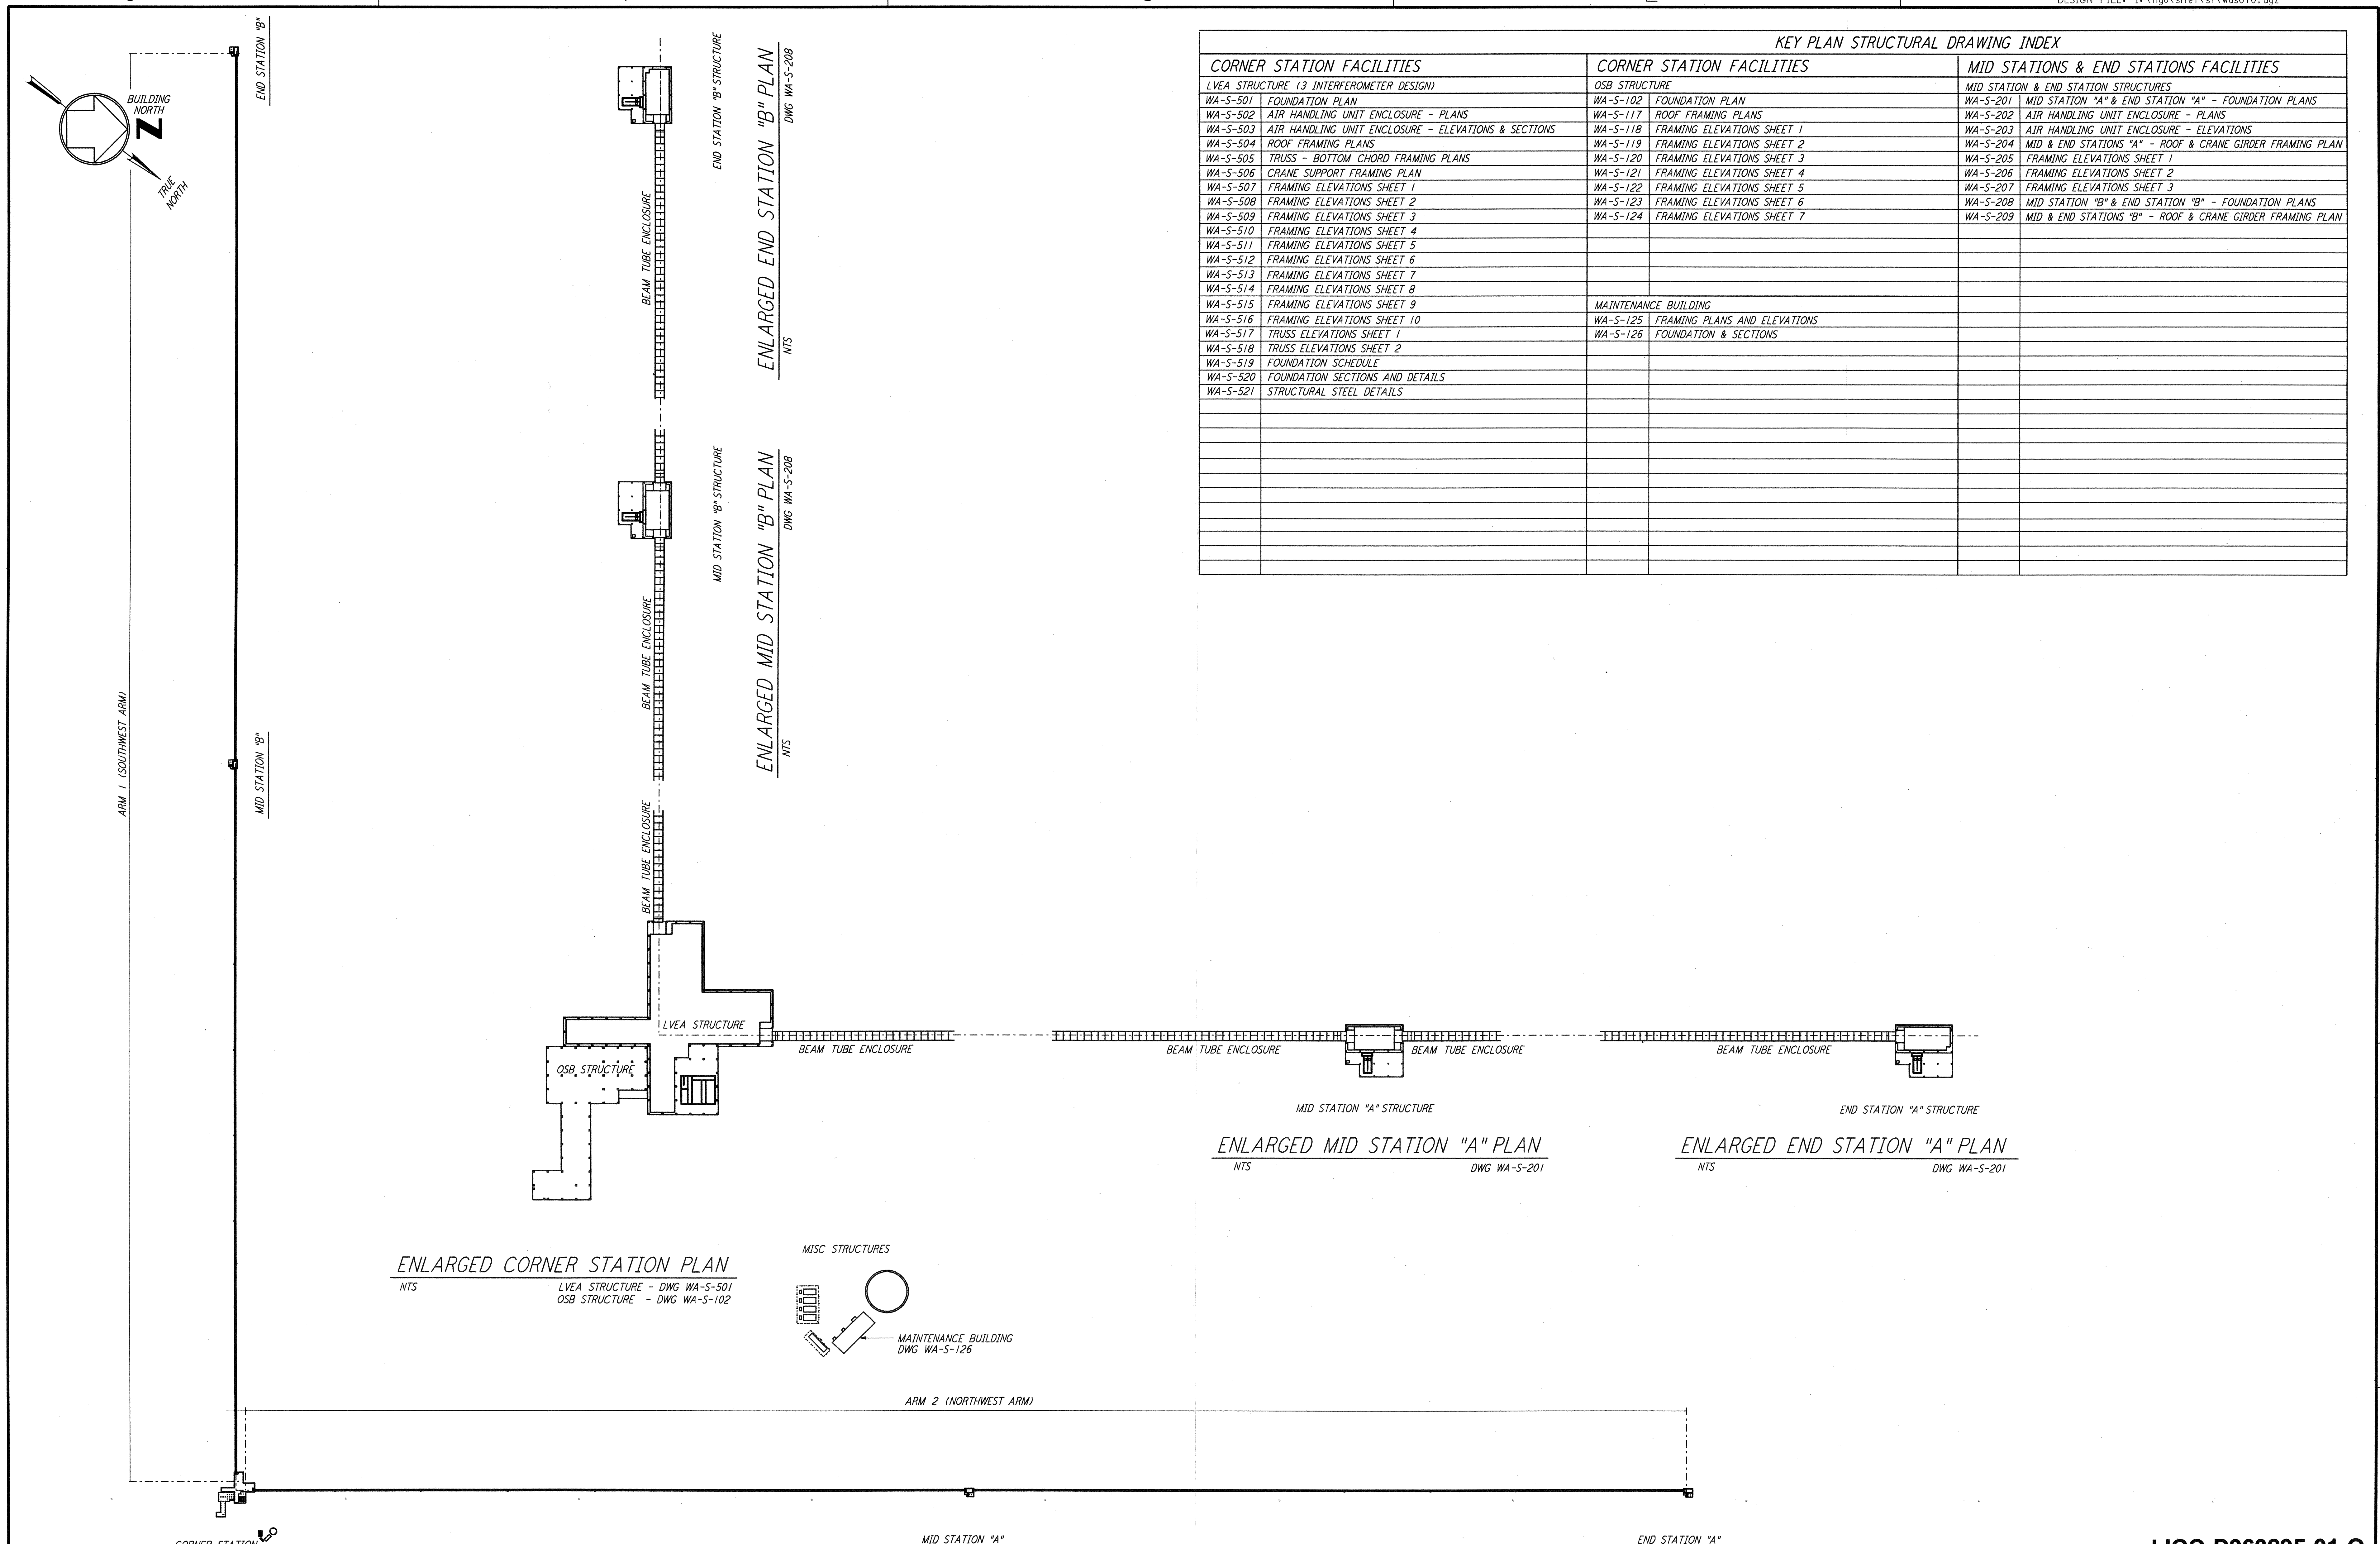 KEY PLAN STRUCTURAL DRAWING INDEX
CORNER STATION FACILITIES
LVEA STRUCTURE (3 INTERFEROMETER DESIGN)
WA-S-501 FOUNDATION PLAN
WA-S-502 AIR HANDLING UNIT ENCLOSURE - PLANS
WA-S-503 AIR HANDLING UNIT ENCLOSURE - ELEVATIONS & SECTIONS
WA-S-504 ROOF FRAMING PLANS
WA-S-505 TRUSS - BOTTOM CHORD FRAMING PLANS
WA-S-506 CRANE SUPPORT FRAMING PLAN
WA-S-507 FRAMING ELEVATIONS SHEET 1
WA-S-508 FRAMING ELEVATIONS SHEET 2
WA-S-509 FRAMING ELEVATIONS SHEET 3
WA-S-510 FRAMING ELEVATIONS SHEET 4
WA-S-511 FRAMING ELEVATIONS SHEET 5
WA-S-512 FRAMING ELEVATIONS SHEET 6
WA-S-513 FRAMING ELEVATIONS SHEET 7
WA-S-514 FRAMING ELEVATIONS SHEET 8
WA-S-515 FRAMING ELEVATIONS SHEET 9
WA-S-516 FRAMING ELEVATIONS SHEET 10
WA-S-517 TRUSS ELEVATIONS SHEET 1
WA-S-518 TRUSS ELEVATIONS SHEET 2
WA-S-519 FOUNDATION SCHEDULE
WA-S-520 FOUNDATION SECTIONS AND DETAILS
WA-S-521 STRUCTURAL STEEL DETAILS
CORNER STATION FACILITIES
OSB STRUCTURE
WA-S-102 FOUNDATION PLAN
WA-S-117 ROOF FRAMING PLANS
WA-S-118 FRAMING ELEVATIONS SHEET 1
WA-S-119 FRAMING ELEVATIONS SHEET 2
WA-S-120 FRAMING ELEVATIONS SHEET 3
WA-S-121 FRAMING ELEVATIONS SHEET 4
WA-S-122 FRAMING ELEVATIONS SHEET 5
WA-S-123 FRAMING ELEVATIONS SHEET 6
WA-S-124 FRAMING ELEVATIONS SHEET 7
MAINTENANCE BUILDING
WA-S-125 FRAMING PLANS AND ELEVATIONS
WA-S-126 FOUNDATION & SECTIONS
MID STATIONS & END STATIONS FACILITIES
MID STATION & END STATION STRUCTURES
WA-S-201 MID STATION "A" & END STATION "A" - FOUNDATION PLANS
WA-S-202 AIR HANDLING UNIT ENCLOSURE - PLANS
WA-S-203 AIR HANDLING UNIT ENCLOSURE - ELEVATIONS
WA-S-204 MID & END STATIONS "A" - ROOF & CRANE GIRDER FRAMING PLAN
WA-S-205 FRAMING ELEVATIONS SHEET 1
WA-S-206 FRAMING ELEVATIONS SHEET 2
WA-S-207 FRAMING ELEVATIONS SHEET 3
WA-S-208 MID STATION "B" & END STATION "B" - FOUNDATION PLANS
WA-S-209 MID & END STATIONS "B" - ROOF & CRANE GIRDER FRAMING PLAN
BUILDING
NORTH
N
TRUE
NORTH
END STATION "B"
MID STATION "B"
ARM 1 (SOUTHWEST ARM)
END STATION "B" STRUCTURE
ENLARGED END STATION "B" PLAN
NTS DWG WA-S-208
BEAM TUBE ENCLOSURE
MID STATION "B" STRUCTURE
ENLARGED MID STATION "B" PLAN
NTS DWG WA-S-208
BEAM TUBE ENCLOSURE
BEAM TUBE ENCLOSURE
LVEA STRUCTURE
OSB STRUCTURE
BEAM TUBE ENCLOSURE
BEAM TUBE ENCLOSURE
BEAM TUBE ENCLOSURE
BEAM TUBE ENCLOSURE
MID STATION "A" STRUCTURE
END STATION "A" STRUCTURE
ENLARGED MID STATION "A" PLAN
NTS DWG WA-S-201
ENLARGED END STATION "A" PLAN
NTS DWG WA-S-201
ENLARGED CORNER STATION PLAN
NTS LVEA STRUCTURE - DWG WA-S-501
OSB STRUCTURE - DWG WA-S-102
MISC STRUCTURES
MAINTENANCE BUILDING
DWG WA-S-126
ARM 2 (NORTHWEST ARM)
CORNER STATION
MID STATION "A"
END STATION "A"